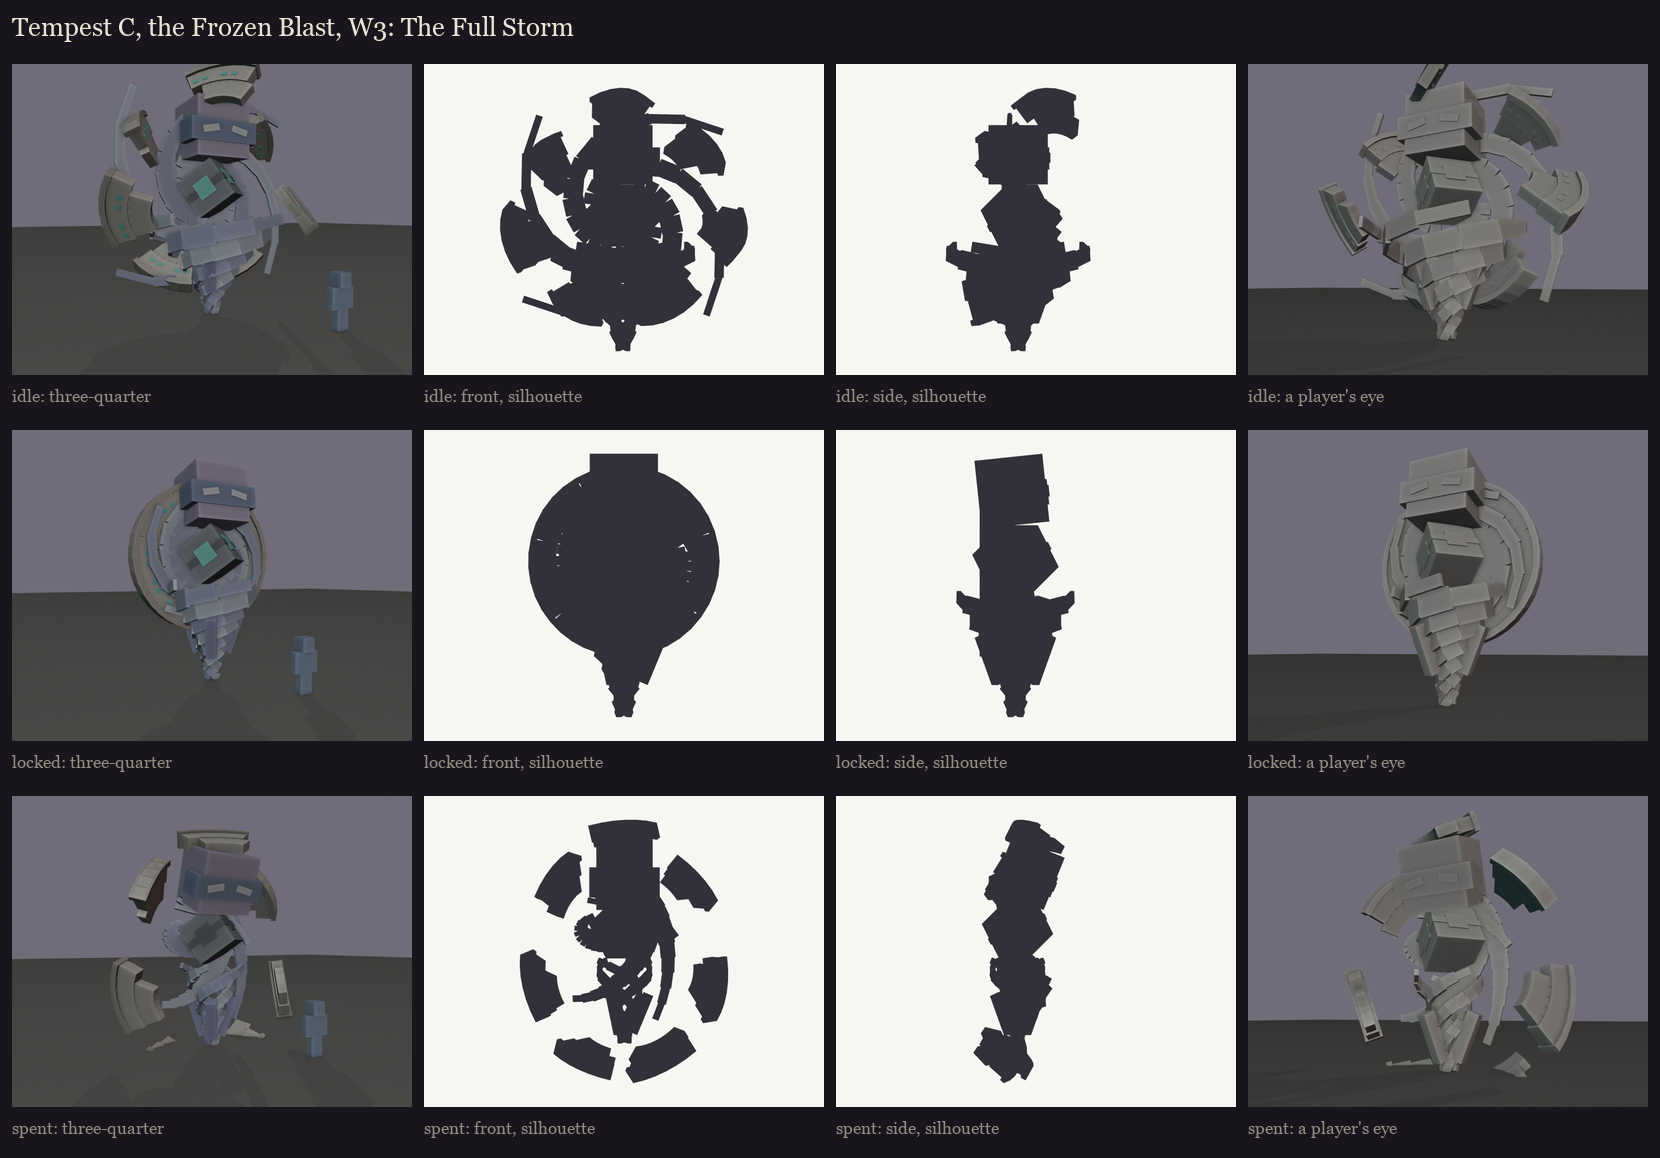 Tempest C, the Frozen Blast, W3: The Full Storm
idle: three-quarter
idle: front, silhouette
idle: side, silhouette
idle: a player's eye
locked: three-quarter
locked: front, silhouette
locked: side, silhouette
locked: a player's eye
spent: three-quarter
spent: front, silhouette
spent: side, silhouette
spent: a player's eye